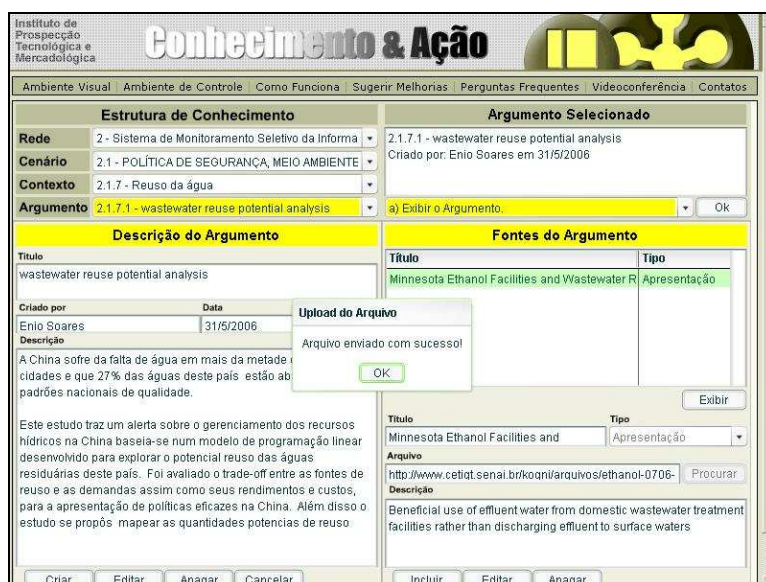 Instituto de
Prospecção
Tecnológica e
Mercadológica
Conhecimento & Ação
Ambiente Visual | Ambiente de Controle | Como Funciona | Sugerir Melhorias | Perguntas Frequentes | Videoconferência | Contatos
Estrutura de Conhecimento
Rede 2 - Sistema de Monitoramento Seletivo da Informa
Cenário 2.1 - POLÍTICA DE SEGURANÇA, MEIO AMBIENTE
Contexto 2.1.7 - Reuso da água
Argumento 2.1.7.1 - wastewater reuse potential analysis
Argumento Selecionado
2.1.7.1 - wastewater reuse potential analysis
Criado por: Enio Soares em 31/5/2006
a) Exibir o Argumento. Ok
Descrição do Argumento
Titulo
wastewater reuse potential analysis
Criado por Data
Enio Soares 31/5/2006
Descrição
A China sofre da falta de água em mais da metade
cidades e que 27% das águas deste país estão
padrões nacionais de qualidade.
Este estudo traz um alerta sobre o gerenciamento dos recursos
hídricos na China baseia-se num modelo de programação linear
desenvolvido para explorar o potencial reuso das águas
residuárias deste país. Foi avaliado o trade-off entre as fontes de
reuso e as demandas assim como seus rendimentos e custos,
para a apresentação de políticas eficazes na China. Além disso o
estudo se propôs mapear as quantidades potencias de reuso
Criar Editar Apagar Cancelar
Upload do Arquivo
Arquivo enviado com sucesso!
OK
Fontes do Argumento
Título Tipo
Minnesota Ethanol Facilities and Wastewater R Apresentação
Exibir
Titulo Tipo
Minnesota Ethanol Facilities and Apresentação
Arquivo
http://www.cetiqt.senai.br/kogni/arquivos/ethanol-0706- Procurar
Descrição
Beneficial use of effluent water from domestic wastewater treatment
facilities rather than discharging effluent to surface waters
Incluir Editar Apagar